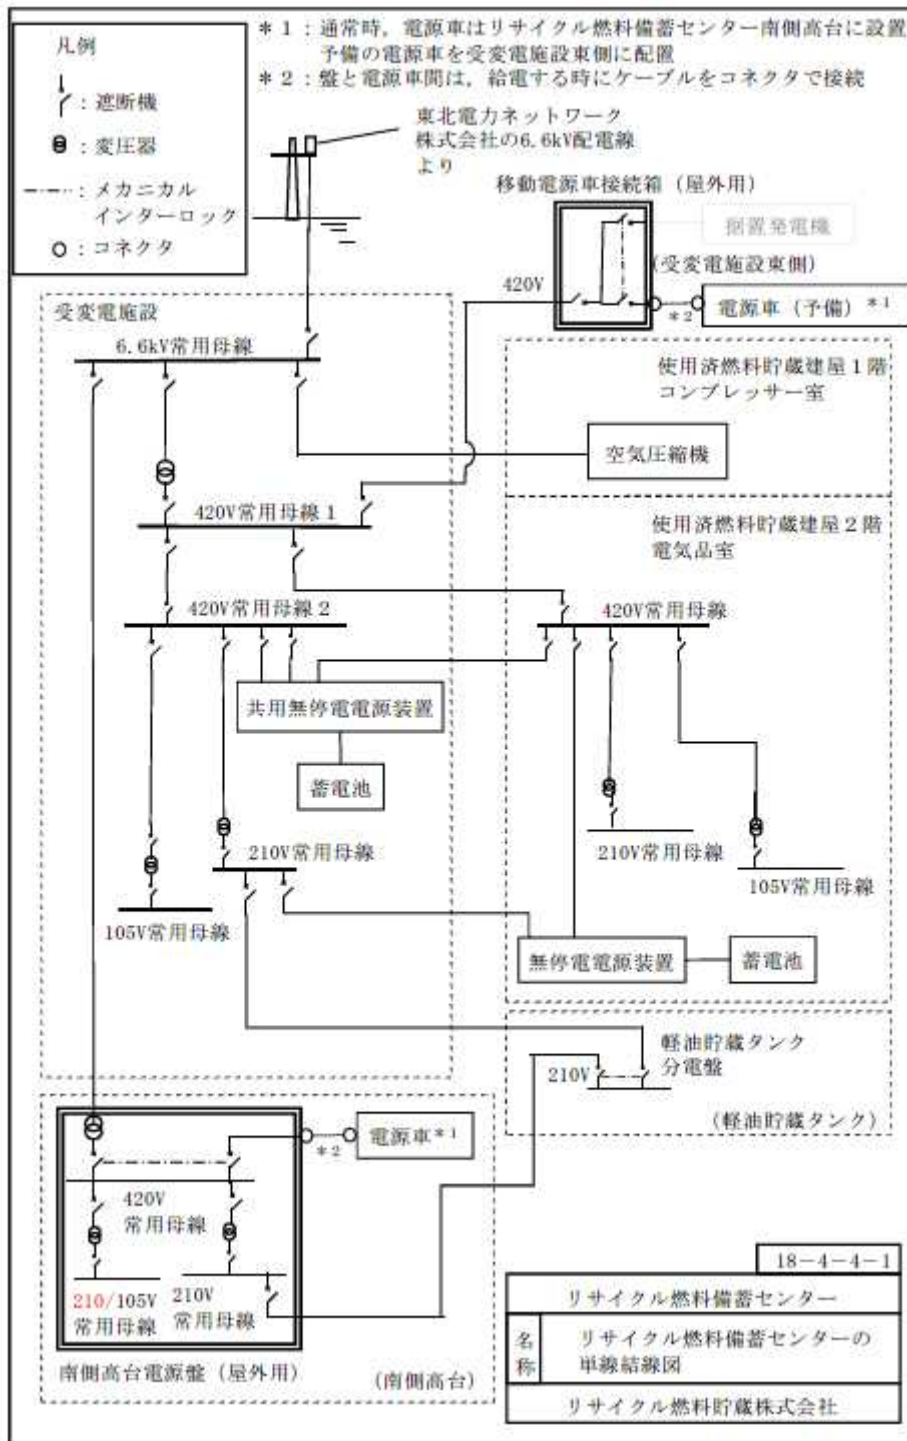 ＊１：通常時，電源車はリサイクル燃料備蓄センター南側高台に設置
予備の電源車を受変電施設東側に配置
＊２：盤と電源車間は，給電する時にケーブルをコネクタで接続
凡例
：遮断機
：変圧器
：メカニカル
インターロック
：コネクタ
東北電力ネットワーク
株式会社の6.6kV配電線
より
移動電源車接続箱（屋外用）
据置発電機
（受変電施設東側）
420V
＊２
電源車（予備）＊１
受変電施設
6.6kV常用母線
使用済燃料貯蔵建屋１階
コンプレッサー室
空気圧縮機
420V常用母線１
使用済燃料貯蔵建屋２階
電気品室
420V常用母線２
420V常用母線
共用無停電電源装置
蓄電池
210V常用母線
105V常用母線
210V常用母線
105V常用母線
無停電電源装置
蓄電池
軽油貯蔵タンク
分電盤
210V
（軽油貯蔵タンク）
電源車＊１
＊２
420V
常用母線
210/105V
常用母線
210V
常用母線
南側高台電源盤（屋外用）
（南側高台）
18－4－4－1
リサイクル燃料備蓄センター
名称
リサイクル燃料備蓄センターの
単線結線図
リサイクル燃料貯蔵株式会社